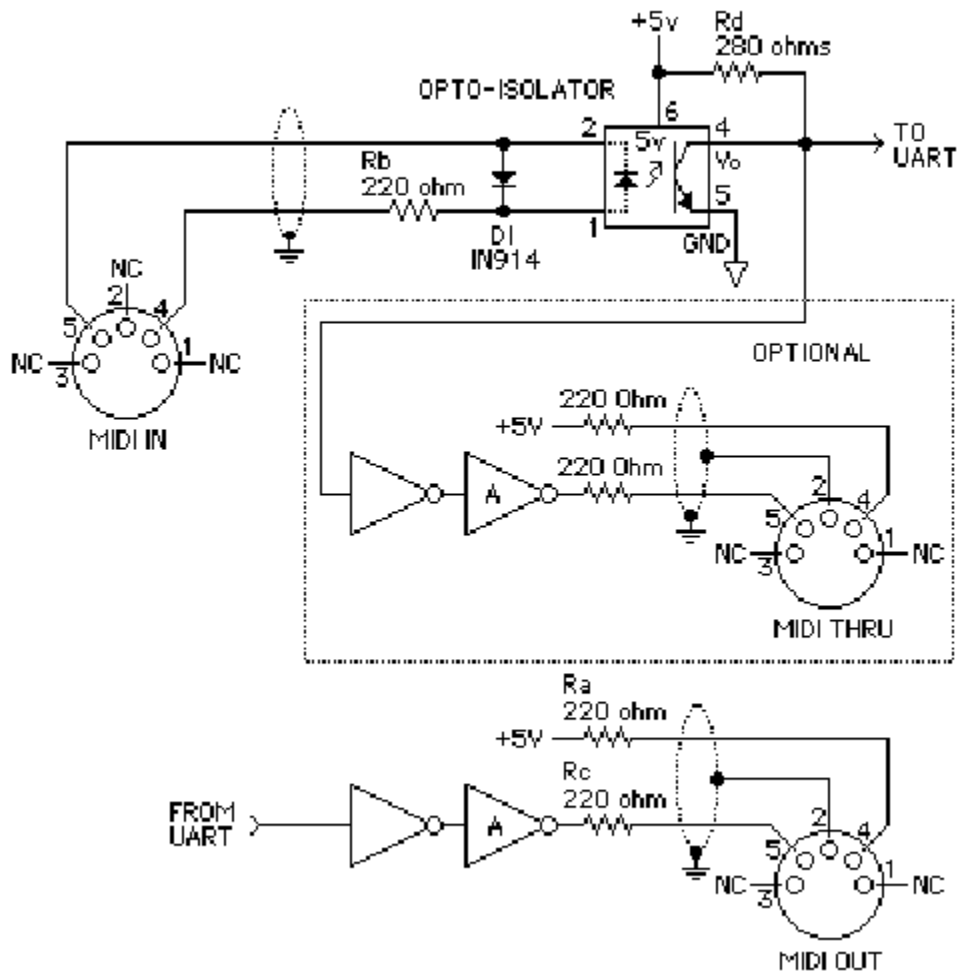 +5v
Rd
280 ohms
OPTO-ISOLATOR
6
2
5v
4
Vo
TO
UART
Rb
220 ohm
5
1
D1
IN914
GND
NC
2
5
4
NC
3
1
NC
MIDI IN
OPTIONAL
220 Ohm
+5V
220 Ohm
A
2
5
4
NC
3
1
NC
MIDI THRU
Ra
220 ohm
+5V
Rc
220 ohm
FROM
UART
A
2
5
4
NC
3
1
NC
MIDI OUT